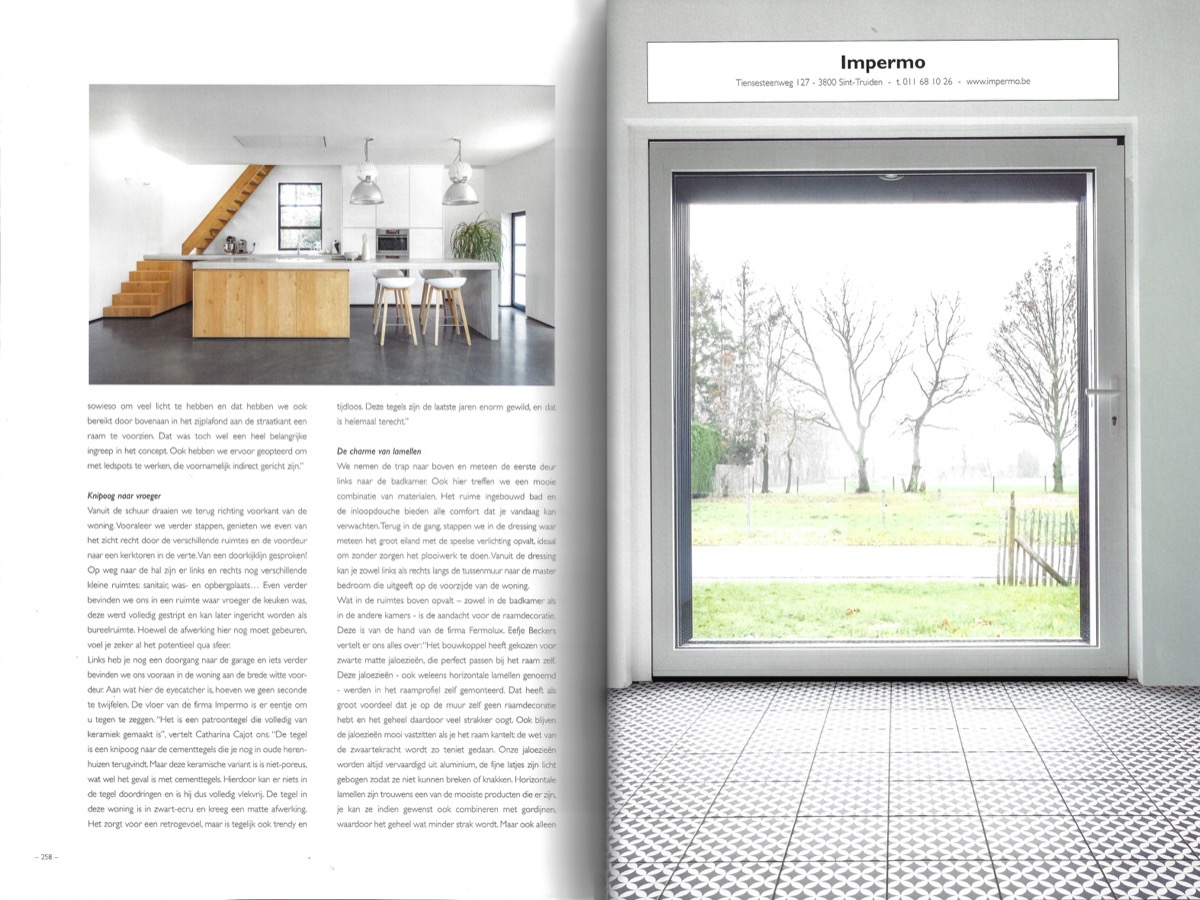 sowieso om veel licht te hebben en dat hebben we ook
bereikt door bovenaan in het zijplafond aan de straatkant een
raam te voorzien. Dat was toch wel een heel belangrijke
ingreep in het concept. Ook hebben we ervoor geopteerd om
met ledspots te werken, die voornamelijk indirect gericht zijn."
Knipoog naar vroeger
Vanuit de schuur draaien we terug richting voorkant van de
woning. Vooraleer we verder stappen, genieten we even van
het zicht recht door de verschillende ruimtes en de voordeur
naar een kerktoren in de verte. Van een doorkijklijn gesproken!
Op weg naar de hal zijn er links en rechts nog verschillende
kleine ruimtes: sanitair, was- en opbergplaats… Even verder
bevinden we ons in een ruimte waar vroeger de keuken was,
deze werd volledig gestript en kan later ingericht worden als
bureelruimte. Hoewel de afwerking hier nog moet gebeuren,
voel je zeker al het potentieel qua sfeer.
Links heb je nog een doorgang naar de garage en iets verder
bevinden we ons vooraan in de woning aan de brede witte voor-
deur. Aan wat hier de eyecatcher is, hoeven we geen seconde
te twijfelen. De vloer van de firma Impermo is er eentje om
u tegen te zeggen. "Het is een patroontegel die volledig van
keramiek gemaakt is", vertelt Catharina Cajot ons. "De tegel
is een knipoog naar de cementtegels die je nog in oude heren-
huizen terugvindt. Maar deze keramische variant is is niet-poreus,
wat wel het geval is met cementtegels. Hierdoor kan er niets in
de tegel doordringen en is hij dus volledig vlekvrij. De tegel in
deze woning is in zwart-ecru en kreeg een matte afwerking.
Het zorgt voor een retrogevoel, maar is tegelijk ook trendy en
tijdloos. Deze tegels zijn de laatste jaren enorm gewild, en dat
is helemaal terecht."
De charme van lamellen
We nemen de trap naar boven en meteen de eerste deur
links naar de badkamer. Ook hier treffen we een mooie
combinatie van materialen. Het ruime ingebouwd bad en
de inloopdouche bieden alle comfort dat je vandaag kan
verwachten. Terug in de gang, stappen we in de dressing waar
meteen het groot eiland met de speelse verlichting opvalt, ideaal
om zonder zorgen het plooiwerk te doen. Vanuit de dressing
kan je zowel links als rechts langs de tussenmuur naar de master
bedroom die uitgeeft op de voorzijde van de woning.
Wat in de ruimtes boven opvalt – zowel in de badkamer als
in de andere kamers - is de aandacht voor de raamdecoratie.
Deze is van de hand van de firma Fermolux. Eefje Beckers
vertelt er ons alles over: "Het bouwkoppel heeft gekozen voor
zwarte matte jaloezieën, die perfect passen bij het raam zelf.
Deze jaloezieën - ook weleens horizontale lamellen genoemd
- werden in het raamprofiel zelf gemonteerd. Dat heeft als
groot voordeel dat je op de muur zelf geen raamdecoratie
hebt en het geheel daardoor veel strakker oogt. Ook blijven
de jaloezieën mooi vastzitten als je het raam kantelt: de wet van
de zwaartekracht wordt zo teniet gedaan. Onze jaloezieën
worden altijd vervaardigd uit aluminium, de fijne latjes zijn licht
gebogen zodat ze niet kunnen breken of knakken. Horizontale
lamellen zijn trouwens een van de mooiste producten die er zijn,
je kan ze indien gewenst ook combineren met gordijnen,
waardoor het geheel wat minder strak wordt. Maar ook alleen
– 258 –
Impermo
Tiensesteenweg 127 - 3800 Sint-Truiden - t. 011 68 10 26 - www.impermo.be